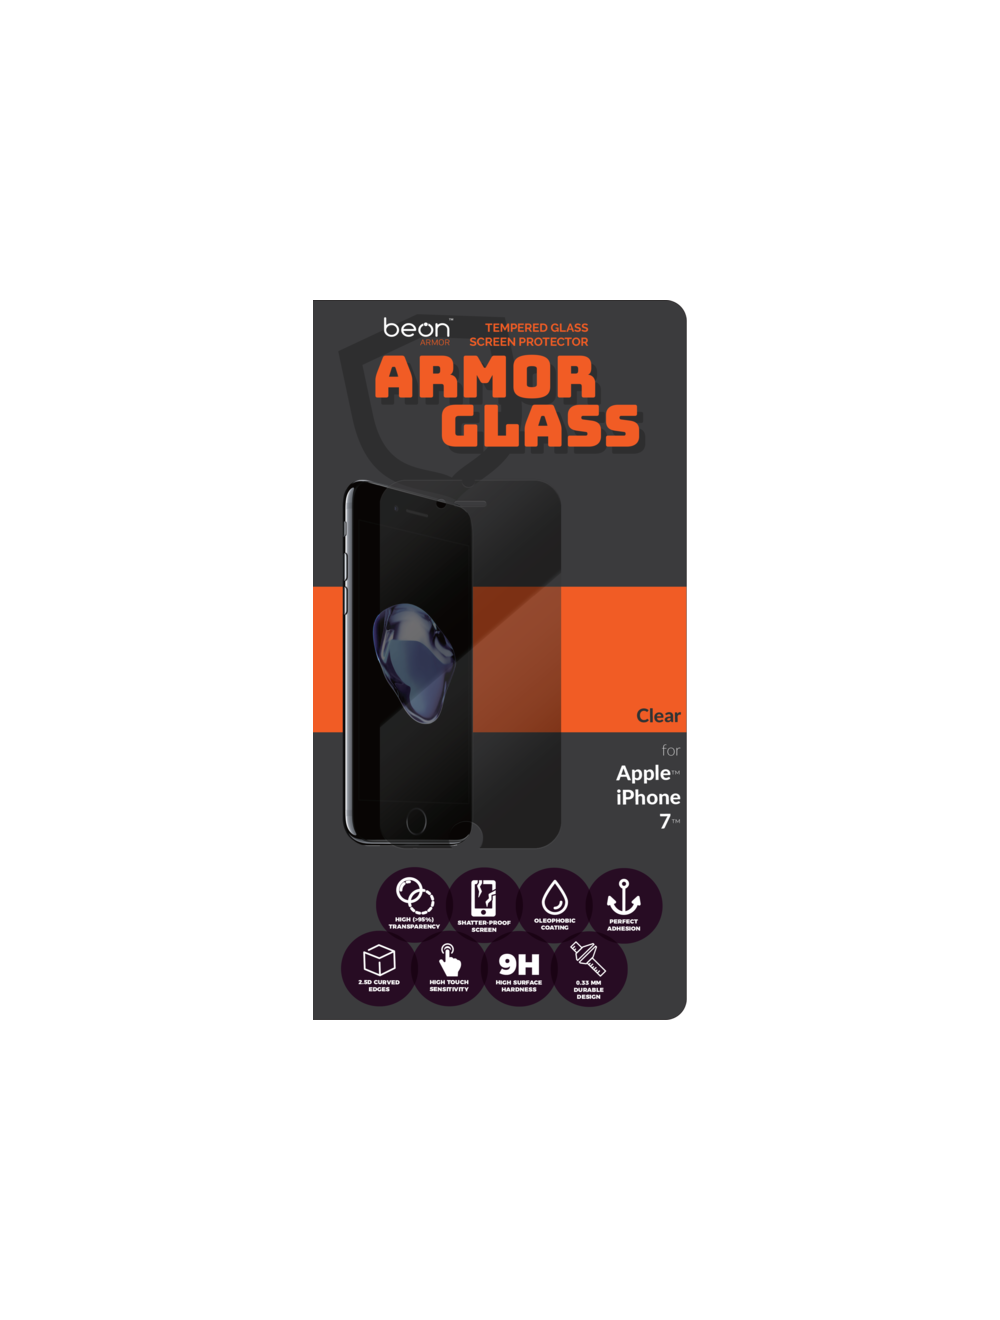 beon™
ARMOR
TEMPERED GLASS
SCREEN PROTECTOR
ARMOR
GLASS
Clear
for
Apple™
iPhone
7™
HIGH (>95%)
TRANSPARENCY
SHATTER-PROOF
SCREEN
OLEOPHOBIC
COATING
PERFECT
ADHESION
2.5D CURVED
EDGES
HIGH TOUCH
SENSITIVITY
9H
HIGH SURFACE
HARDNESS
0.33 MM
DURABLE
DESIGN